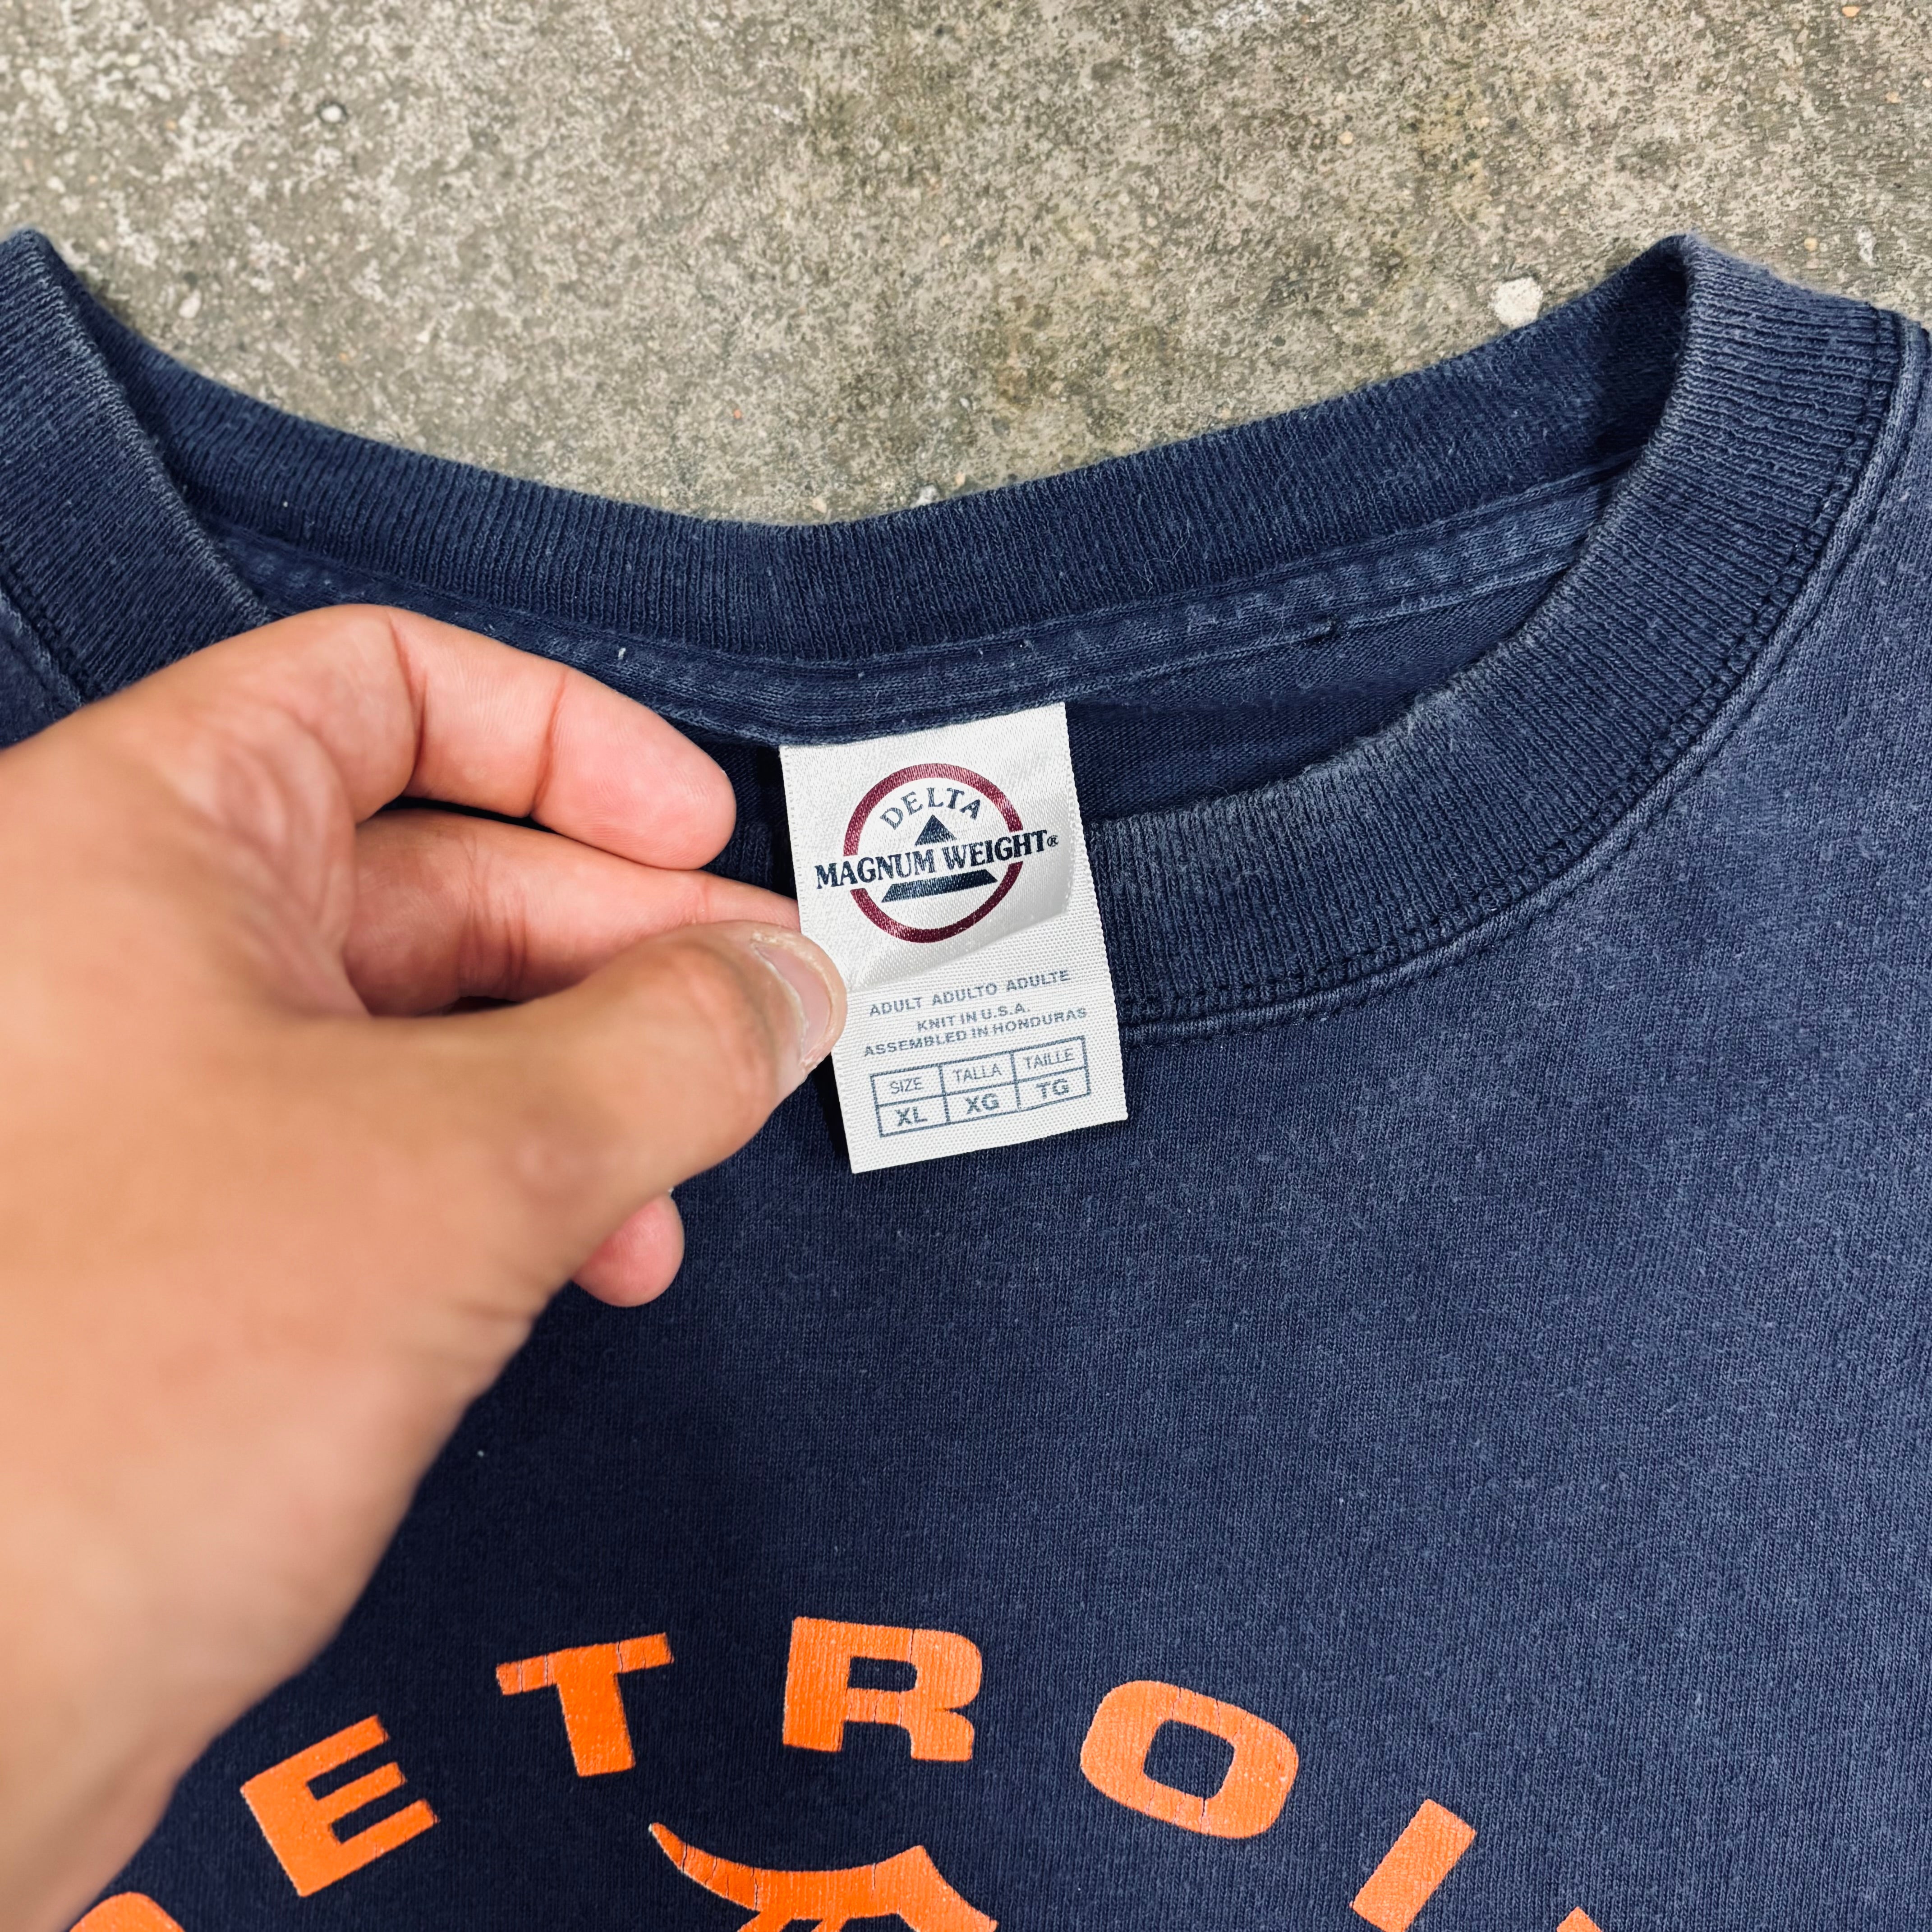 DELTA
MAGNUM WEIGHT®
ADULT ADULTO ADULTE
KNIT IN U.S.A.
ASSEMBLED IN HONDURAS
SIZE TALLA TAILLE
XL XG TG
ETROI